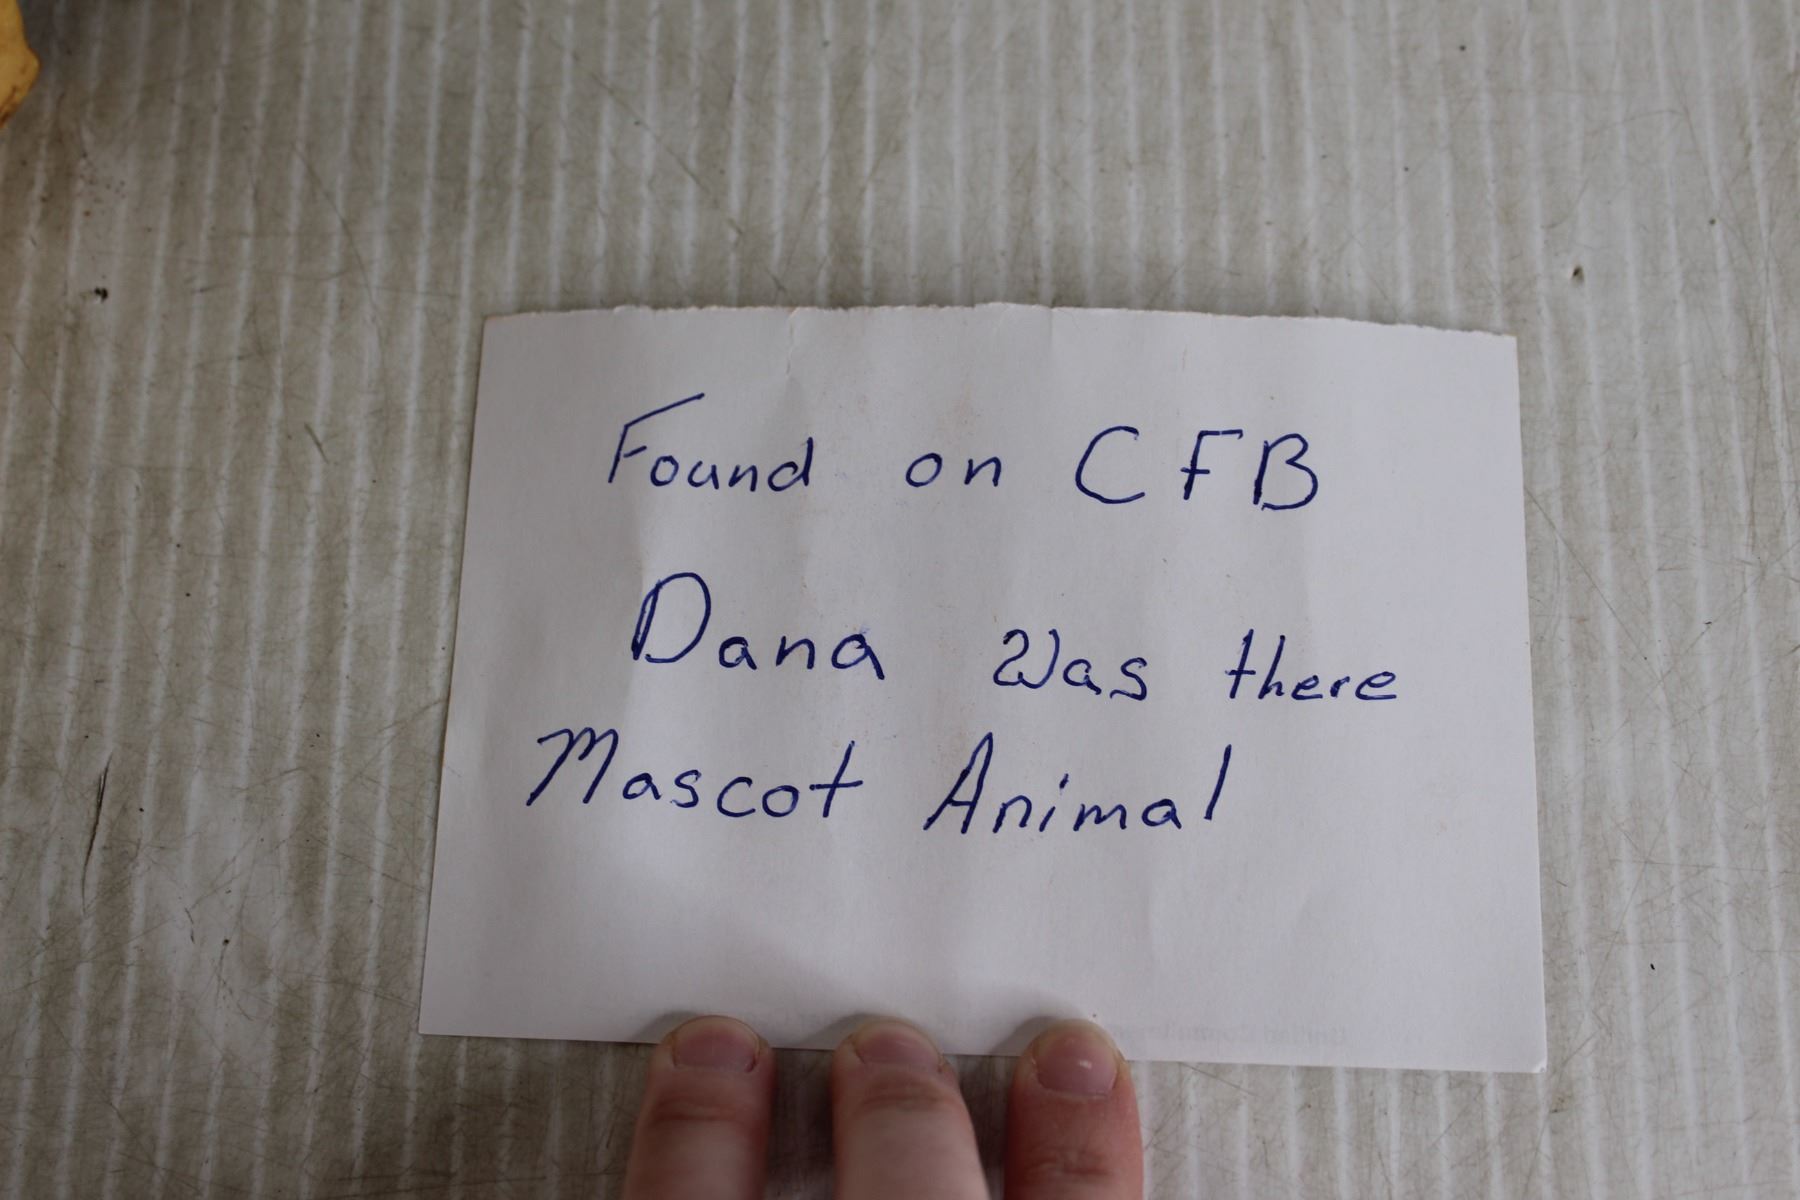 Found on CFB
Dana was there
Mascot Animal